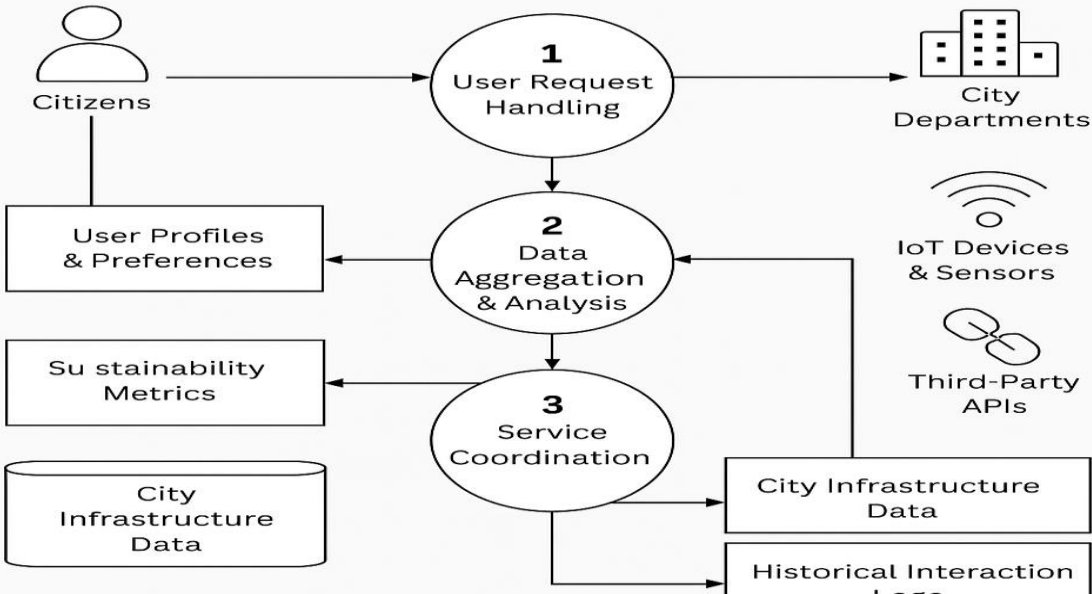 Citizens
1
User Request
Handling
City
Departments
User Profiles
& Preferences
2
Data
Aggregation
& Analysis
IoT Devices
& Sensors
Su stainability
Metrics
3
Service
Coordination
Third-Party
APIs
City
Infrastructure
Data
City Infrastructure
Data
Historical Interaction